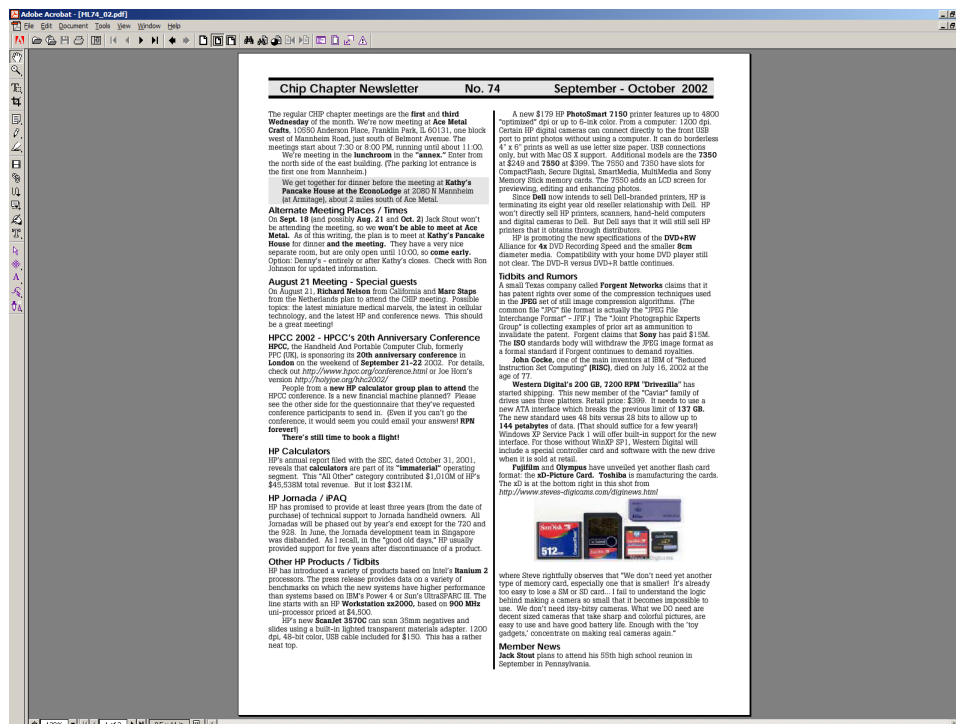 Adobe Acrobat - [ML74_02.pdf]
File Edit Document Tools View Window Help
Chip Chapter Newsletter No. 74 September - October 2002
The regular CHIP chapter meetings are the first and third
Wednesday of the month. We're now meeting at Ace Metal
Crafts, 10550 Anderson Place, Franklin Park, IL 60131, one block
west of Mannheim Road, just south of Belmont Avenue. The
meetings start about 7:30 or 8:00 PM, running until about 11:00.
We're meeting in the lunchroom in the "annex." Enter from
the north side of the east building. (The parking lot entrance is
the first one from Mannheim.)
We get together for dinner before the meeting at Kathy's
Pancake House at the EconoLodge at 2080 N Mannheim
(at Armitage), about 2 miles south of Ace Metal.
Alternate Meeting Places / Times
On Sept. 18 (and possibly Aug. 21 and Oct. 2) Jack Stout won't
be attending the meeting, so we won't be able to meet at Ace
Metal. As of this writing, the plan is to meet at Kathy's Pancake
House for dinner and the meeting. They have a very nice
separate room, but are only open until 10:00, so come early.
Option: Denny's - entirely or after Kathy's closes. Check with Ron
Johnson for updated information.
August 21 Meeting - Special guests
On August 21, Richard Nelson from California and Marc Staps
from the Netherlands plan to attend the CHIP meeting. Possible
topics: the latest miniature medical marvels, the latest in cellular
technology, and the latest HP and conference news. This should
be a great meeting!
HPCC 2002 - HPCC's 20th Anniversary Conference
HPCC, the Handheld And Portable Computer Club, formerly
PPC (UK), is sponsoring its 20th anniversary conference in
London on the weekend of September 21-22 2002. For details,
check out http://www.hpcc.org/conference.html or Joe Horn's
version http://holyjoe.org/hhc2002/
People from a new HP calculator group plan to attend the
HPCC conference. Is a new financial machine planned? Please
see the other side for the questionnaire that they've requested
conference participants to send in. (Even if you can't go the
conference, it would seem you could email your answers! RPN
forever!)
There's still time to book a flight!
HP Calculators
HP's annual report filed with the SEC, dated October 31, 2001,
reveals that calculators are part of its "immaterial" operating
segment. This "All Other" category contributed $1,010M of HP's
$45,538M total revenue. But it lost $321M.
HP Jornada / iPAQ
HP has promised to provide at least three years (from the date of
purchase) of technical support to Jornada handheld owners. All
Jornadas will be phased out by year's end except for the 720 and
the 928. In June, the Jornada development team in Singapore
was disbanded. As I recall, in the "good old days," HP usually
provided support for five years after discontinuance of a product.
Other HP Products / Tidbits
HP has introduced a variety of products based on Intel's Itanium 2
processors. The press release provides data on a variety of
benchmarks on which the new systems have higher performance
than systems based on IBM's Power 4 or Sun's UltraSPARC III. The
line starts with an HP Workstation zx2000, based on 900 MHz
uni-processor priced at $4,500.
HP's new ScanJet 3570C can scan 35mm negatives and
slides using a built-in lighted transparent materials adapter. 1200
dpi, 48-bit color, USB cable included for $150. This has a rather
neat top.
A new $179 HP PhotoSmart 7150 printer features up to 4800
"optimized" dpi or up to 6-ink color. From a computer: 1200 dpi.
Certain HP digital cameras can connect directly to the front USB
port to print photos without using a computer. It can do borderless
4" x 6" prints as well as use letter size paper. USB connections
only, but with Mac OS X support. Additional models are the 7350
at $249 and 7550 at $399. The 7550 and 7350 have slots for
CompactFlash, Secure Digital, SmartMedia, MultiMedia and Sony
Memory Stick memory cards. The 7550 adds an LCD screen for
previewing, editing and enhancing photos.
Since Dell now intends to sell Dell-branded printers, HP is
terminating its eight year old reseller relationship with Dell. HP
won't directly sell HP printers, scanners, hand-held computers
and digital cameras to Dell. But Dell says that it will still sell HP
printers that it obtains through distributors.
HP is promoting the new specifications of the DVD+RW
Alliance for 4x DVD Recording Speed and the smaller 8cm
diameter media. Compatibility with your home DVD player still
not clear. The DVD-R versus DVD+R battle continues.
Tidbits and Rumors
A small Texas company called Forgent Networks claims that it
has patent rights over some of the compression techniques used
in the JPEG set of still image compression algorithms. (The
common file "JPG" file format is actually the "JPEG File
Interchange Format" - JFIF.) The "Joint Photographic Experts
Group" is collecting examples of prior art as ammunition to
invalidate the patent. Forgent claims that Sony has paid $15M.
The ISO standards body will withdraw the JPEG image format as
a formal standard if Forgent continues to demand royalties.
John Cocke, one of the main inventors at IBM of "Reduced
Instruction Set Computing" (RISC), died on July 16, 2002 at the
age of 77.
Western Digital's 200 GB, 7200 RPM "Drivezilla" has
started shipping. This new member of the "Caviar" family of
drives uses three platters. Retail price: $399. It needs to use a
new ATA interface which breaks the previous limit of 137 GB.
The new standard uses 48 bits versus 28 bits to allow up to
144 petabytes of data. (That should suffice for a few years!)
Windows XP Service Pack 1 will offer built-in support for the new
interface. For those without WinXP SP1, Western Digital will
include a special controller card and software with the new drive
when it is sold at retail.
Fujifilm and Olympus have unveiled yet another flash card
format: the xD-Picture Card. Toshiba is manufacturing the cards.
The xD is at the bottom right in this shot from
http://www.steves-digicams.com/diginews.html
SanDisk
512MB
where Steve rightfully observes that "We don't need yet another
type of memory card, especially one that is smaller! It's already
too easy to lose a SM or SD card... I fail to understand the logic
behind making a camera so small that it becomes impossible to
use. We don't need itsy-bitsy cameras. What we DO need are
decent sized cameras that take sharp and colorful pictures, are
easy to use and have good battery life. Enough with the 'toy
gadgets,' concentrate on making real cameras again."
Member News
Jack Stout plans to attend his 55th high school reunion in
September in Pennsylvania.